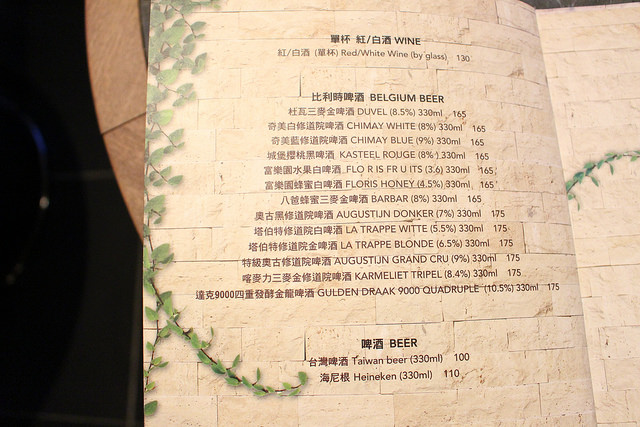 單杯 紅/白酒 WINE
紅/白酒 (單杯) Red/White Wine (by glass) 130
比利時啤酒 BELGIUM BEER
杜瓦三麥金啤酒 DUVEL (8.5%) 330ml 165
奇美白修道院啤酒 CHIMAY WHITE (8%) 330ml 165
奇美藍修道院啤酒 CHIMAY BLUE (9%) 330ml 165
城堡櫻桃黑啤酒 KASTEEL ROUGE (8%) 330ml 165
富樂園水果白啤酒 FLO R IS FR U ITS (3.6) 330ml 165
富樂園蜂蜜白啤酒 FLORIS HONEY (4.5%) 330ml 165
八爸蜂蜜三麥金啤酒 BARBAR (8%) 330ml 165
奧古黑修道院啤酒 AUGUSTIJN DONKER (7%) 330ml 175
塔伯特修道院白啤酒 LA TRAPPE WITTE (5.5%) 330ml 175
塔伯特修道院金啤酒 LA TRAPPE BLONDE (6.5%) 330ml 175
特級奧古修道院啤酒 AUGUSTIJN GRAND CRU (9%) 330ml 175
喀麥力三麥金修道院啤酒 KARMELIET TRIPEL (8.4%) 330ml 175
達克9000四重發酵金龍啤酒 GULDEN DRAAK 9000 QUADRUPLE (10.5%) 330ml 175
啤酒 BEER
台灣啤酒 Taiwan beer (330ml) 100
海尼根 Heineken (330ml) 110